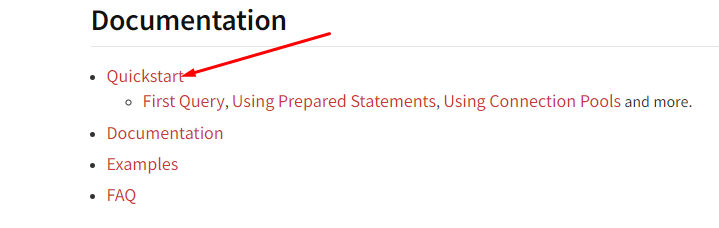 Documentation
Quickstart
First Query, Using Prepared Statements, Using Connection Pools and more.
Documentation
Examples
FAQ